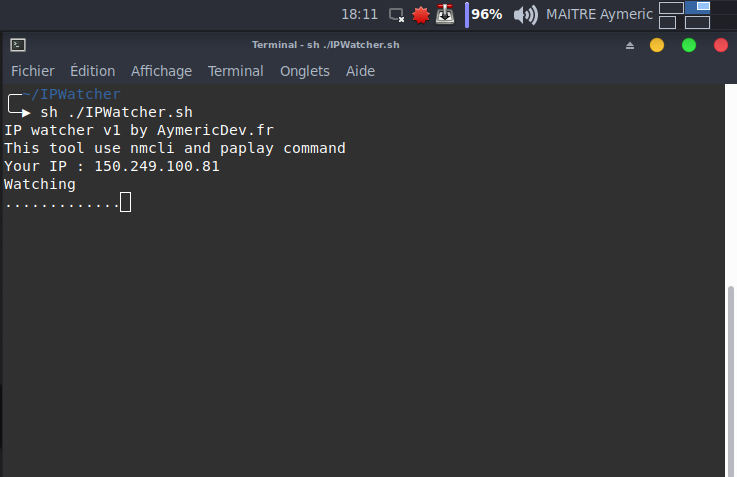 18:11 96% MAITRE Aymeric
Terminal - sh ./IPWatcher.sh
Fichier Édition Affichage Terminal Onglets Aide
~/IPWatcher
sh ./IPWatcher.sh
IP watcher v1 by AymericDev.fr
This tool use nmcli and paplay command
Your IP : 150.249.100.81
Watching
.............